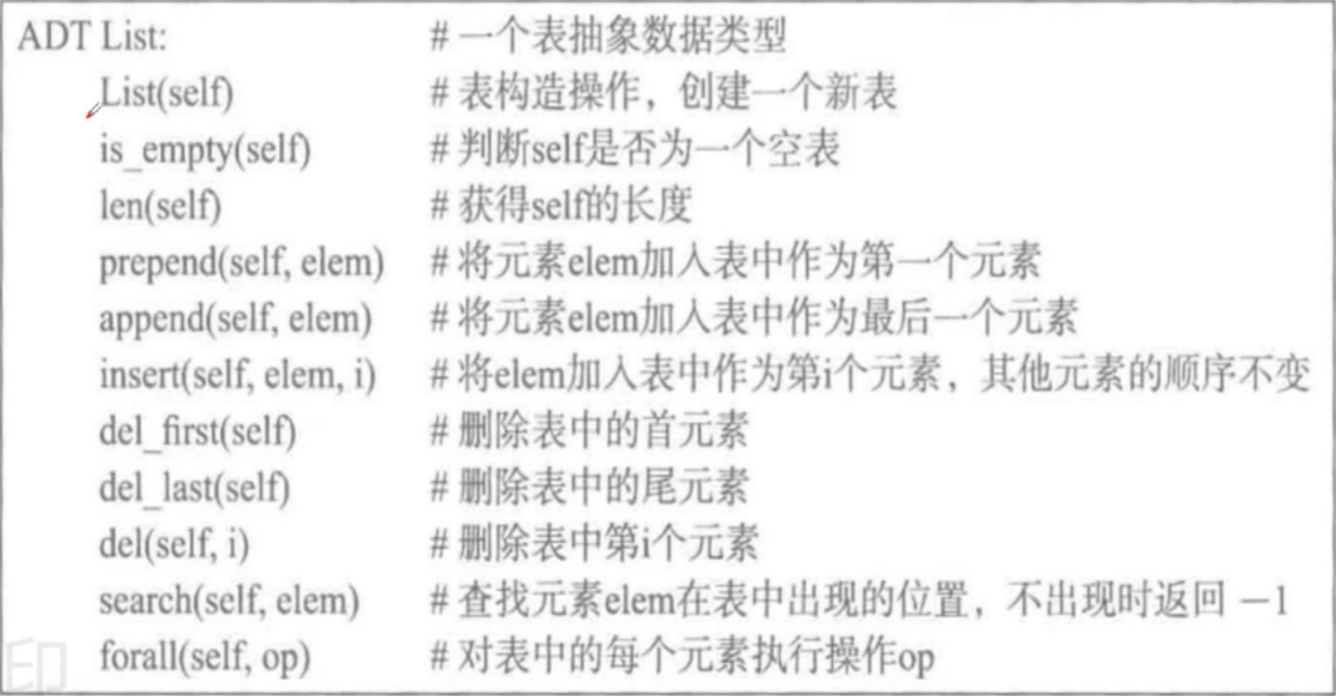 ADT List: # 一个表抽象数据类型
List(self) # 表构造操作，创建一个新表
is_empty(self) # 判断self是否为一个空表
len(self) # 获得self的长度
prepend(self, elem) # 将元素elem加入表中作为第一个元素
append(self, elem) # 将元素elem加入表中作为最后一个元素
insert(self, elem, i) # 将elem加入表中作为第i个元素，其他元素的顺序不变
del_first(self) # 删除表中的首元素
del_last(self) # 删除表中的尾元素
del(self, i) # 删除表中第i个元素
search(self, elem) # 查找元素elem在表中出现的位置，不出现时返回 −1
forall(self, op) # 对表中的每个元素执行操作op
印